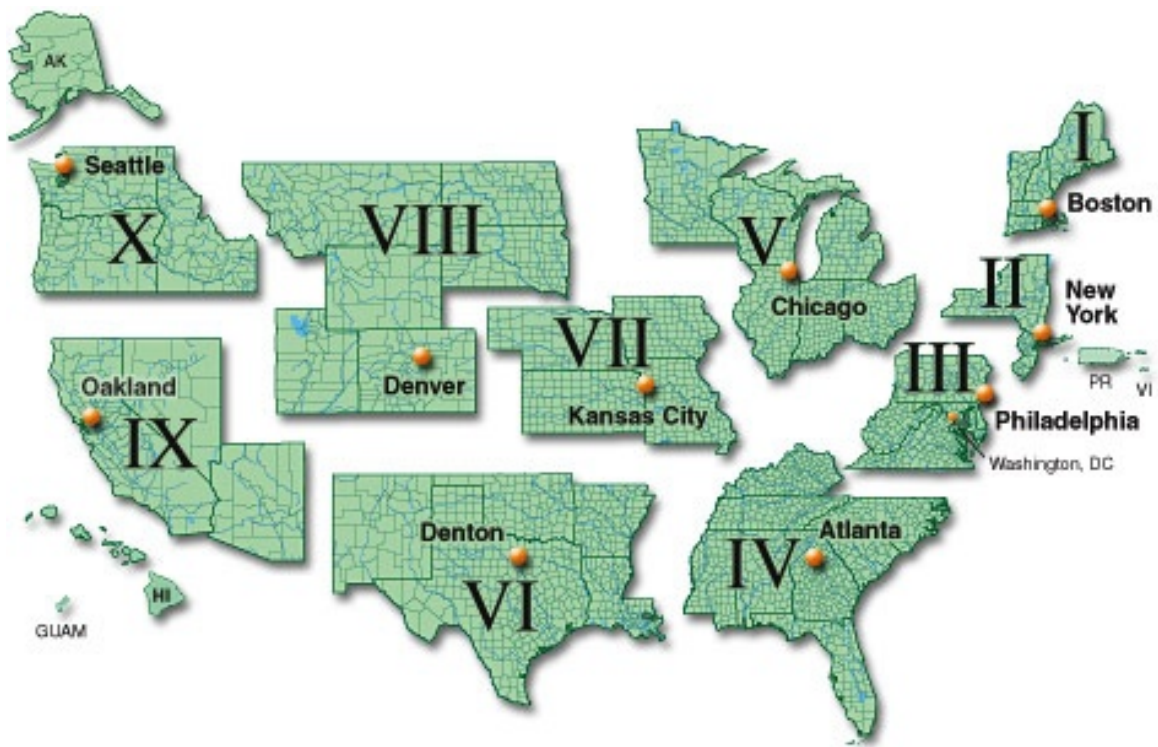 AK
I
Seattle
Boston
X
VIII
V
II
New
York
Chicago
VII
PR
VI
Oakland
Denver
Kansas City
III
Philadelphia
Washington, DC
IX
Denton
Atlanta
VI
IV
HI
GUAM